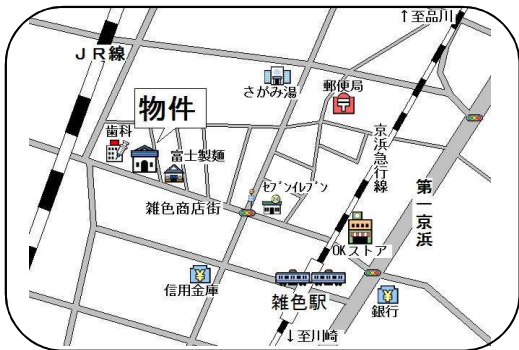 ↑至品川
JR線
さがみ湯
郵便局
物件
歯科
富士製麺
京浜急行線
セブンイレブン
第一京浜
雑色商店街
OKストア
信用金庫
雑色駅
銀行
↓至川崎